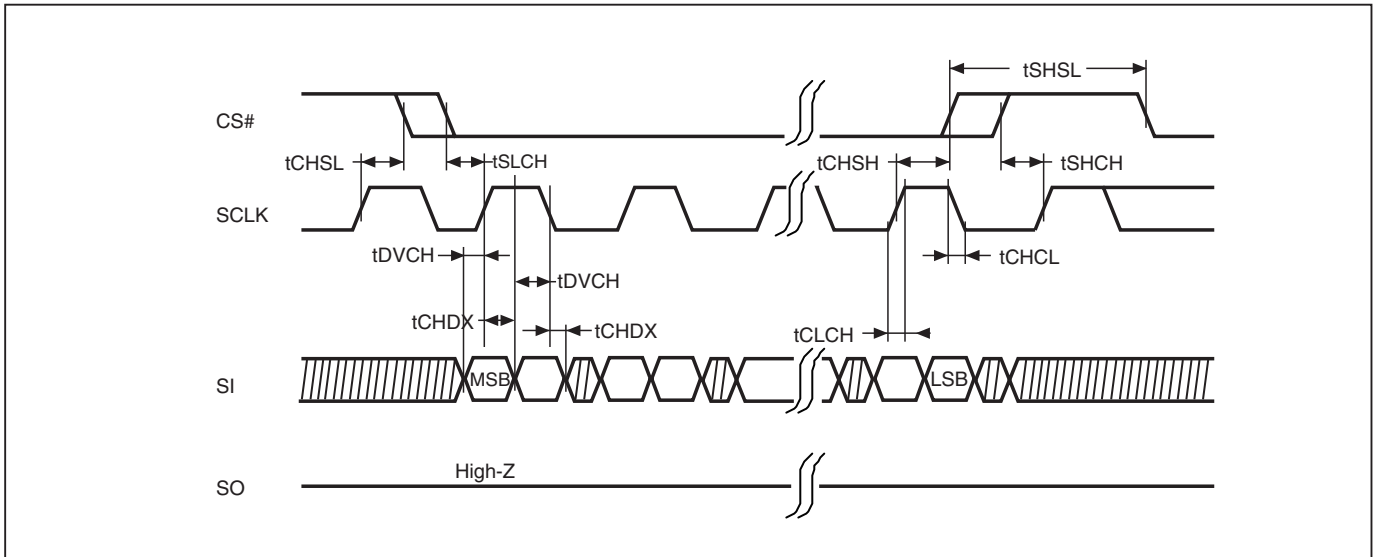 tSHSL
CS#
tCHSL
tSLCH
tCHSH
tSHCH
SCLK
tDVCH
tCHCL
tDVCH
tCHDX
tCHDX
tCLCH
SI
MSB
LSB
High-Z
SO